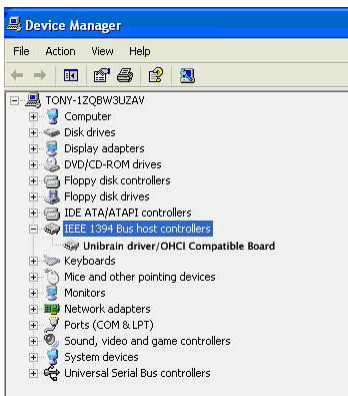 Device Manager
File Action View Help
TONY-1ZQBW3UZAV
Computer
Disk drives
Display adapters
DVD/CD-ROM drives
Floppy disk controllers
Floppy disk drives
IDE ATA/ATAPI controllers
IEEE 1394 Bus host controllers
Unibrain driver/OHCI Compatible Board
Keyboards
Mice and other pointing devices
Monitors
Network adapters
Ports (COM & LPT)
Sound, video and game controllers
System devices
Universal Serial Bus controllers